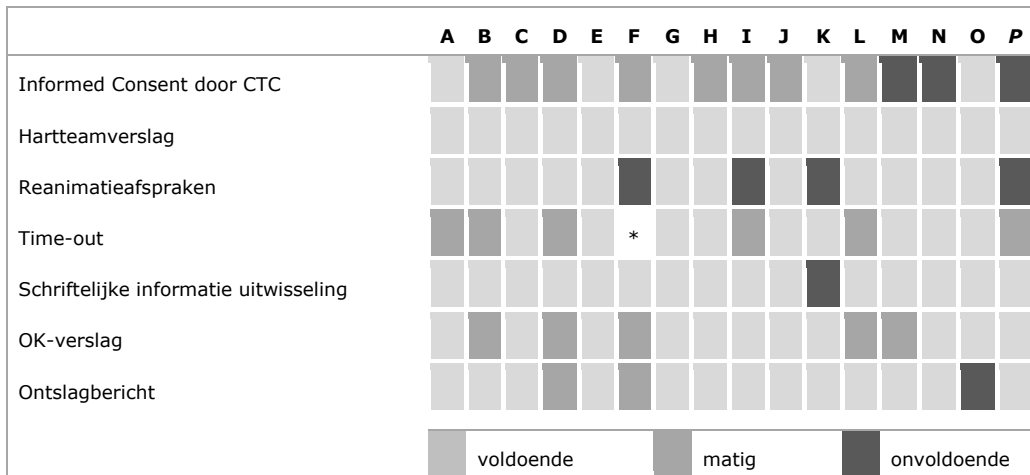 A B C D E F G H I J K L M N O P
Informed Consent door CTC
Hartteamverslag
Reanimatieafspraken
Time-out *
Schriftelijke informatie uitwisseling
OK-verslag
Ontslagbericht
voldoende matig onvoldoende